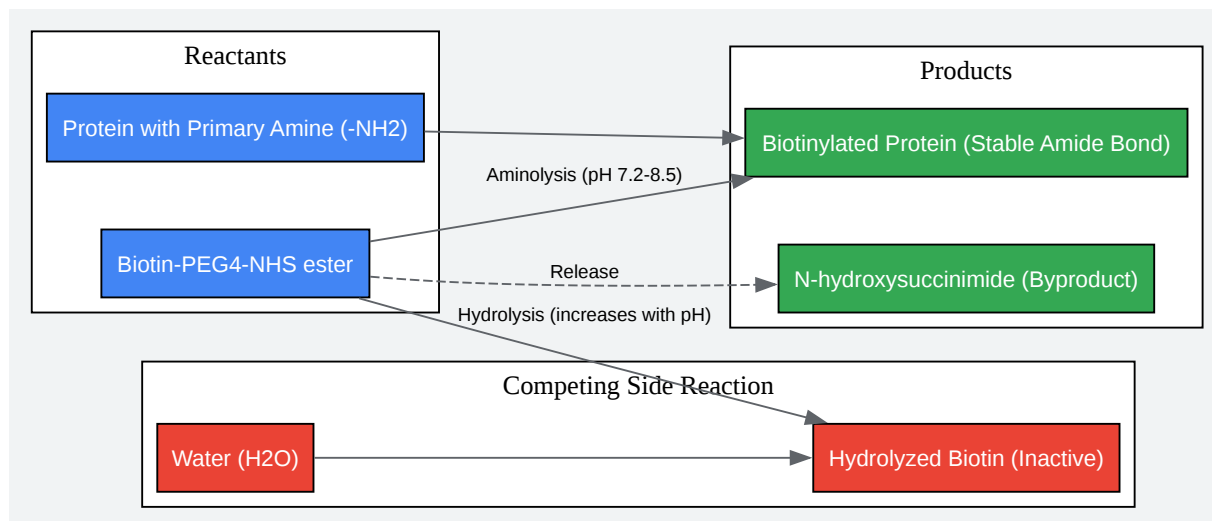 Reactants
Protein with Primary Amine (-NH2)
Biotin-PEG4-NHS ester
Products
Biotinylated Protein (Stable Amide Bond)
N-hydroxysuccinimide (Byproduct)
Aminolysis (pH 7.2-8.5)
Release
Hydrolysis (increases with pH)
Competing Side Reaction
Water (H2O)
Hydrolyzed Biotin (Inactive)